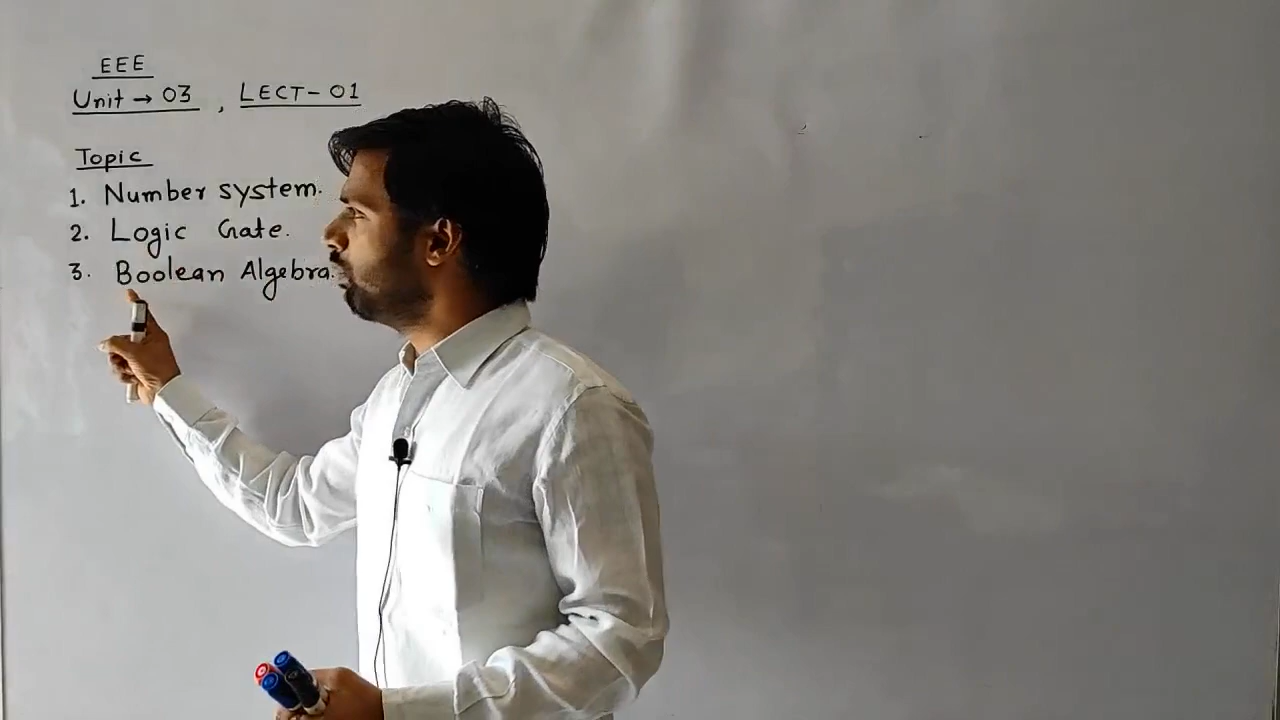 EEE
Unit → 03 , LECT - 01
Topic
1. Number system.
2. Logic Gate.
3. Boolean Algebra.